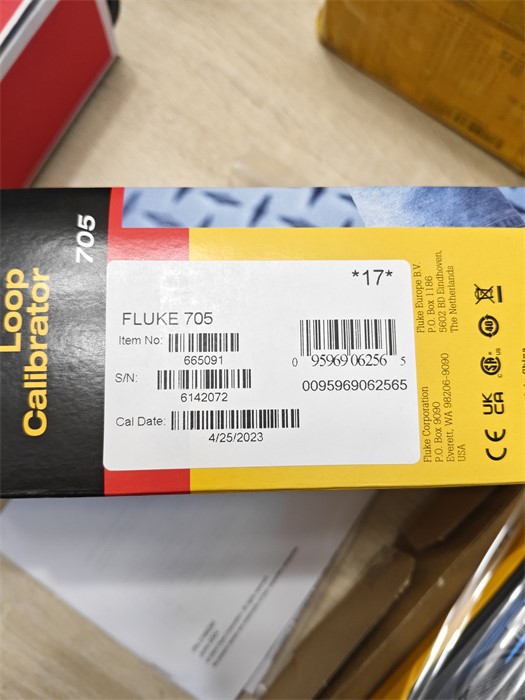 705
Loop
Calibrator
*17*
FLUKE 705
Item No:
665091
S/N:
6142072
Cal Date:
4/25/2023
0 95969 06256 5
0095969062565
Fluke Europe B.V.
P.O. Box 1186
5602 BD Eindhoven,
The Netherlands
Fluke Corporation
P.O. Box 9090
Everett, WA 98206-9090
USA
CE
UK
CA
China